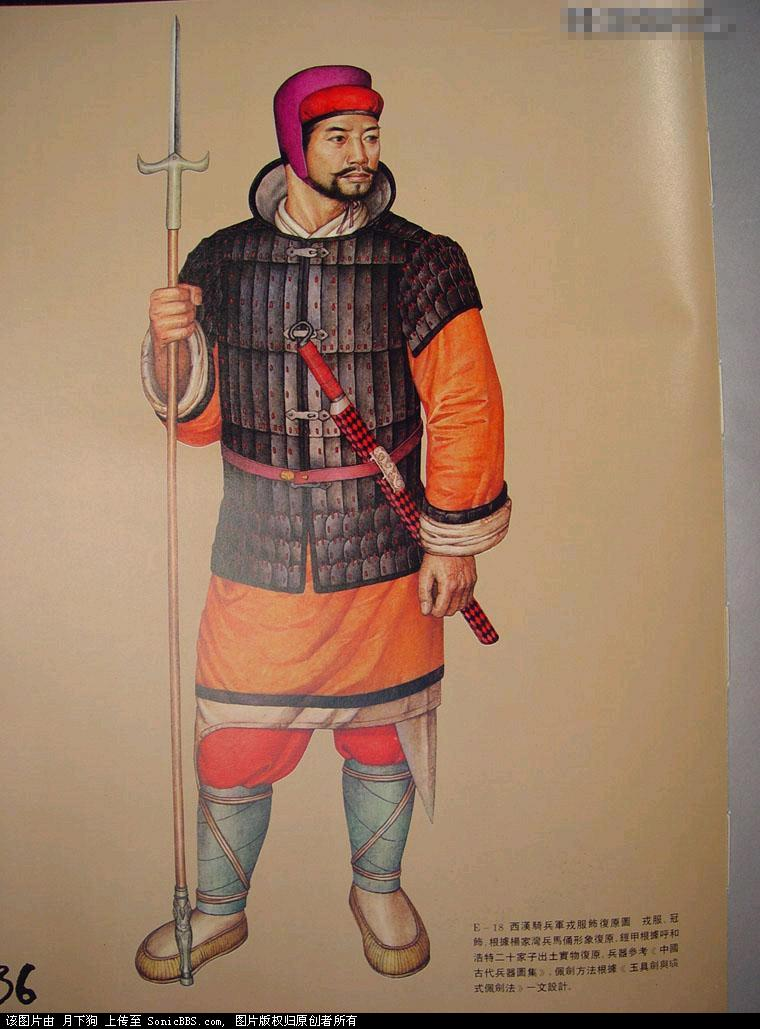 E－18 西漢騎兵軍戎服飾復原圖　戎服、冠
飾、根據楊家灣兵馬俑形象復原，鎧甲根據呼和
浩特二十家子出土實物復原。兵器參考《中國
古代兵器圖集》。佩劍方法根據《玉具劍與璏
式佩劍法》一文設計。
36
该图片由 月下狗 上传至 SonicBBS.com, 图片版权归原创者所有